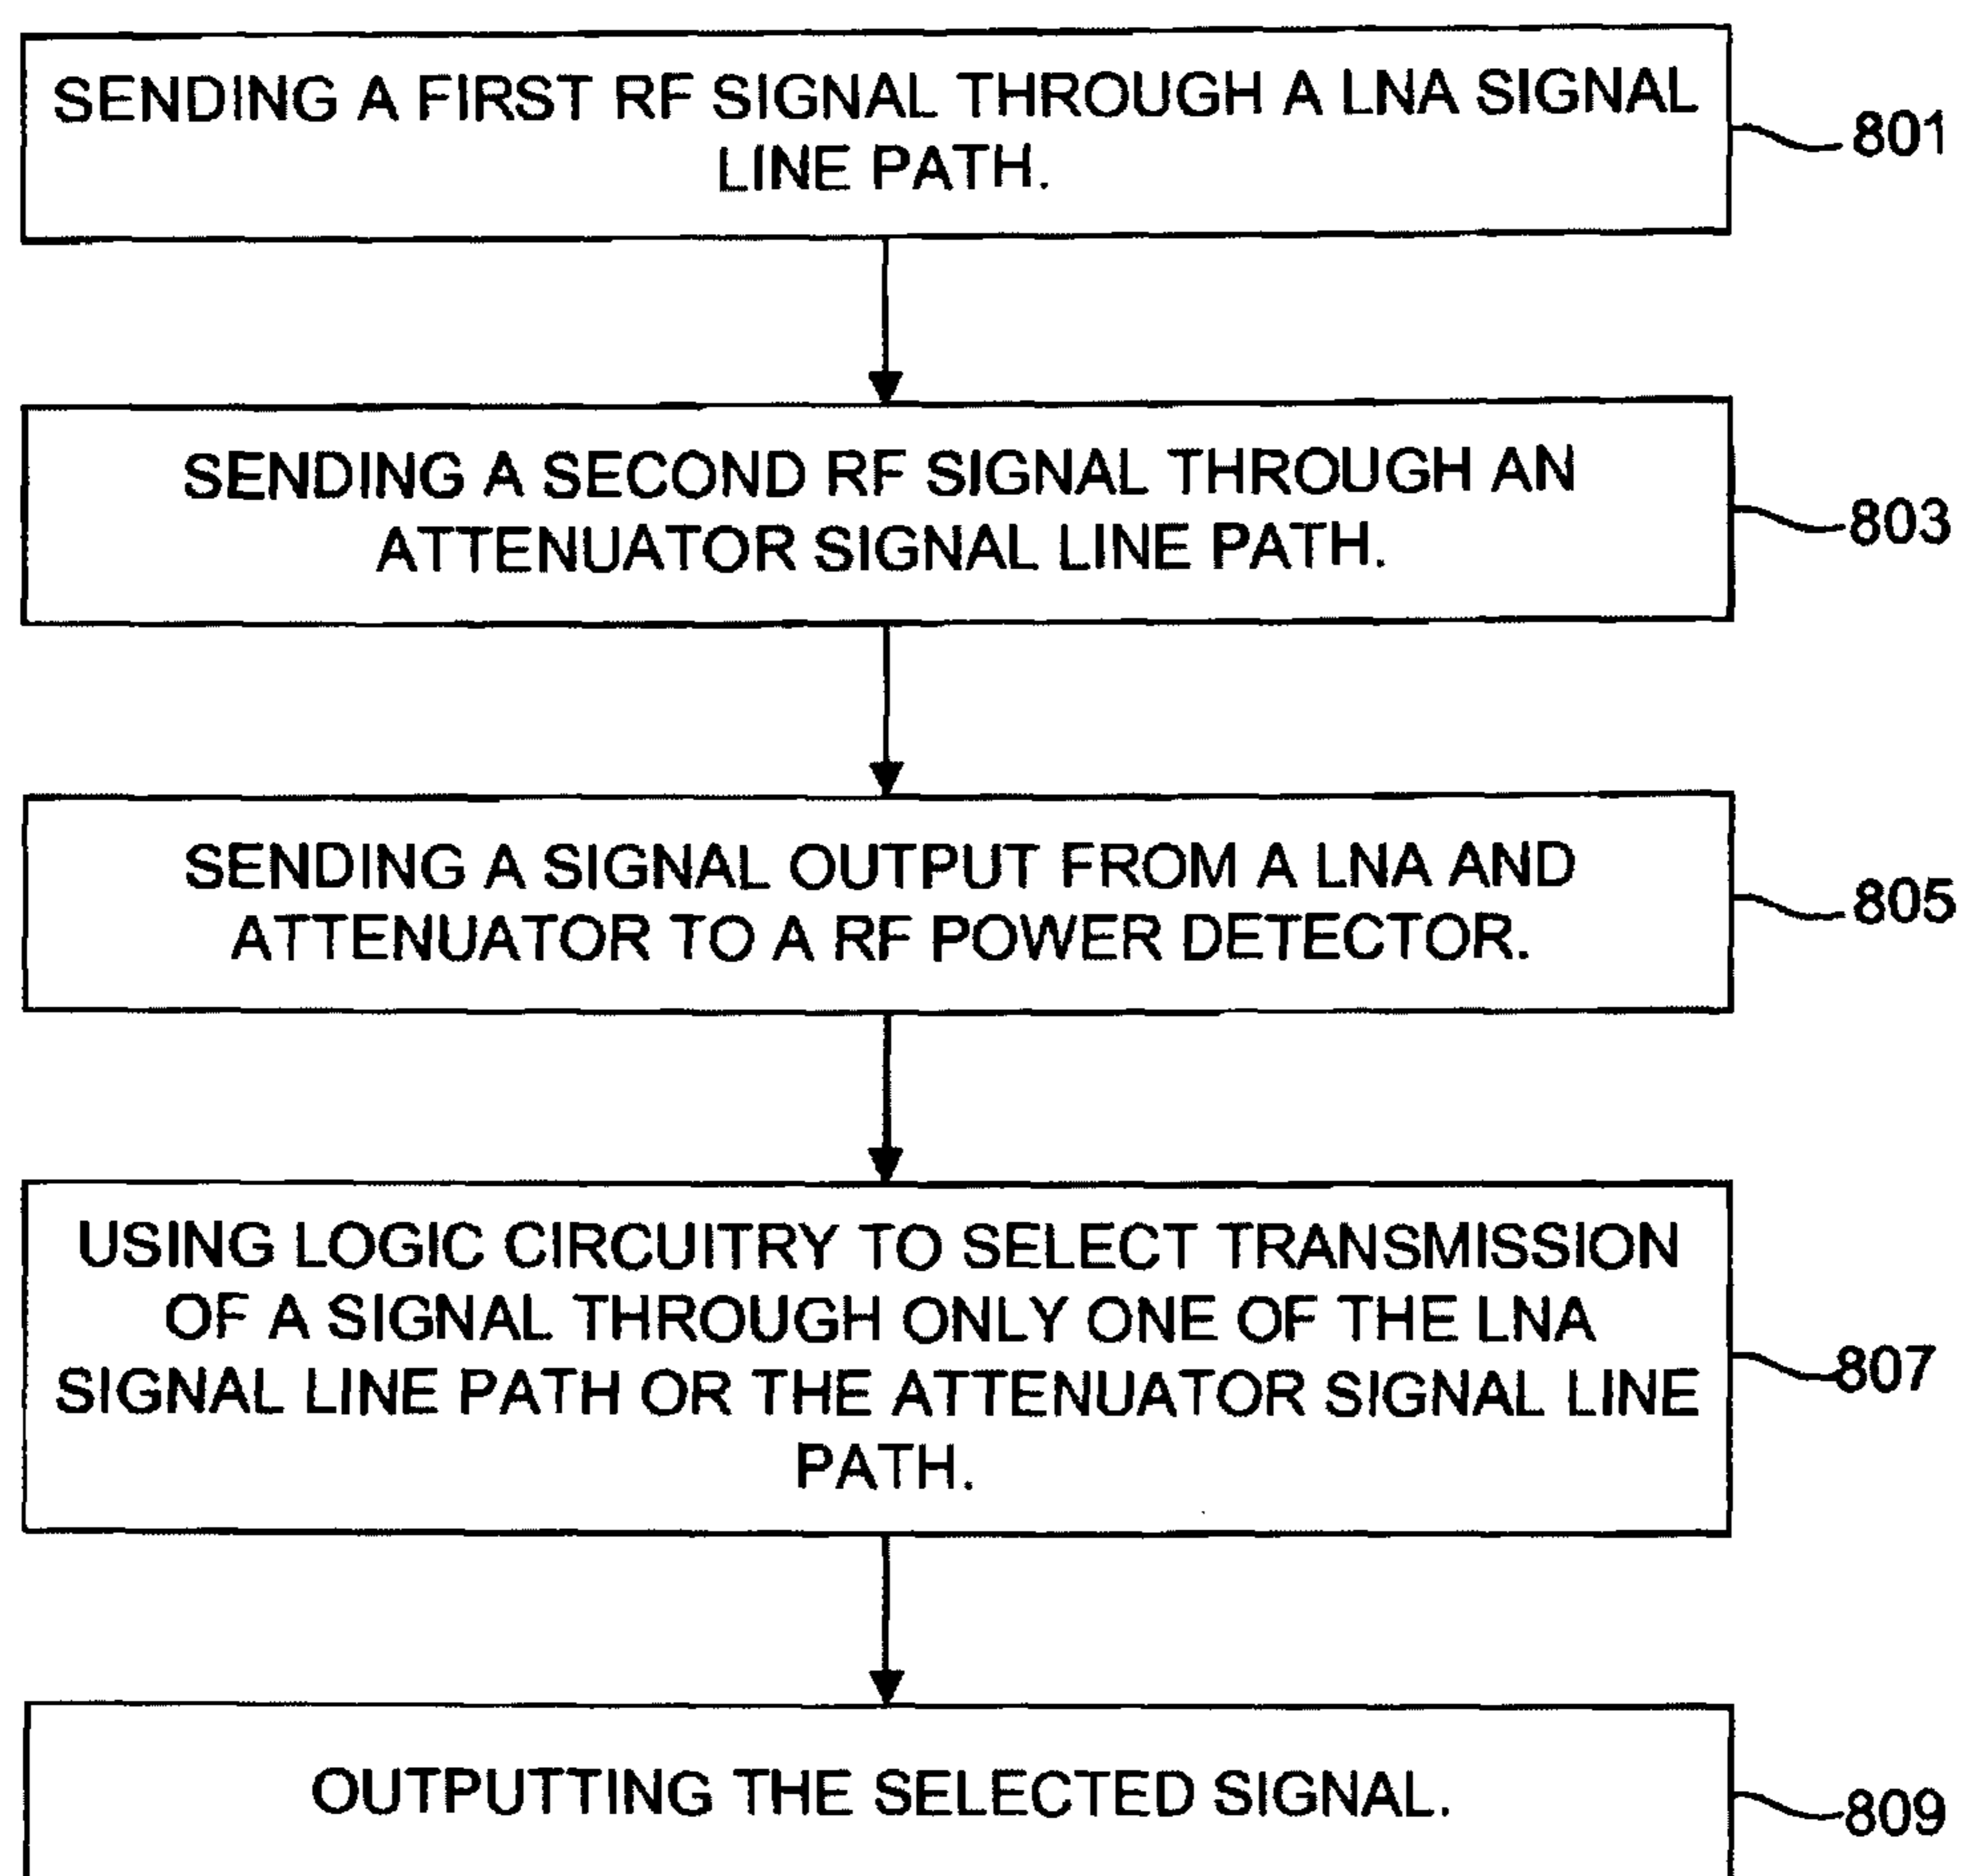 SENDING A FIRST RF SIGNAL THROUGH A LNA SIGNAL
LINE PATH.
801
SENDING A SECOND RF SIGNAL THROUGH AN
ATTENUATOR SIGNAL LINE PATH.
803
SENDING A SIGNAL OUTPUT FROM A LNA AND
ATTENUATOR TO A RF POWER DETECTOR.
805
USING LOGIC CIRCUITRY TO SELECT TRANSMISSION
OF A SIGNAL THROUGH ONLY ONE OF THE LNA
SIGNAL LINE PATH OR THE ATTENUATOR SIGNAL LINE
PATH.
807
OUTPUTTING THE SELECTED SIGNAL.
809